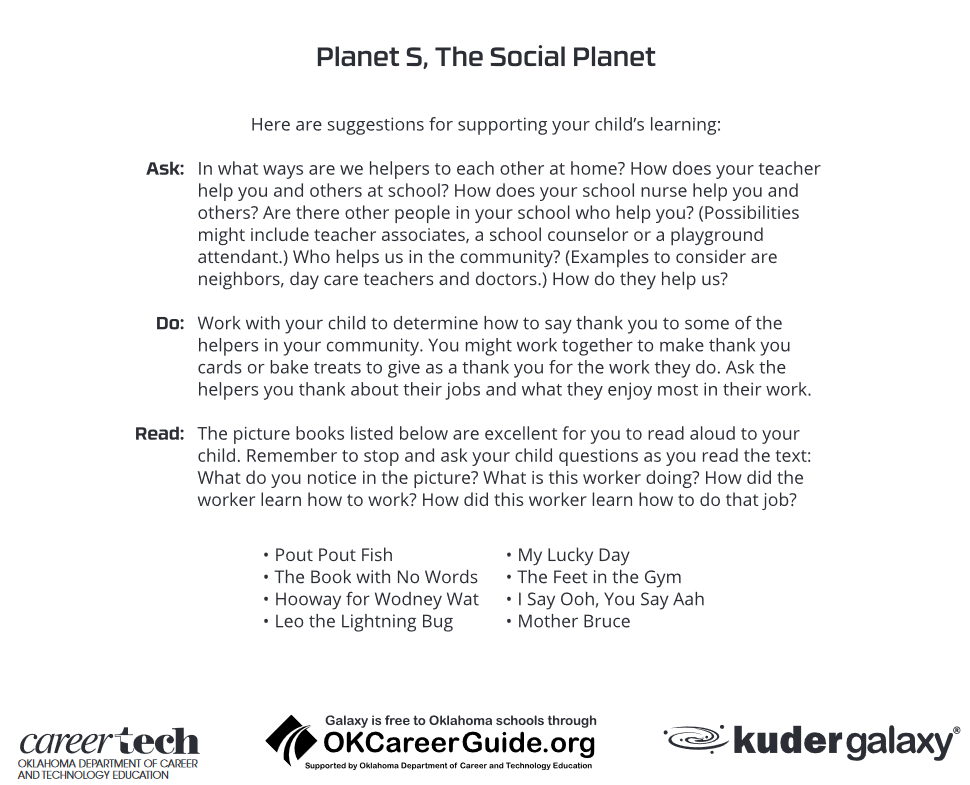 Planet S, The Social Planet
Here are suggestions for supporting your child's learning:
Ask: In what ways are we helpers to each other at home? How does your teacher
help you and others at school? How does your school nurse help you and
others? Are there other people in your school who help you? (Possibilities
might include teacher associates, a school counselor or a playground
attendant.) Who helps us in the community? (Examples to consider are
neighbors, day care teachers and doctors.) How do they help us?
Do: Work with your child to determine how to say thank you to some of the
helpers in your community. You might work together to make thank you
cards or bake treats to give as a thank you for the work they do. Ask the
helpers you thank about their jobs and what they enjoy most in their work.
Read: The picture books listed below are excellent for you to read aloud to your
child. Remember to stop and ask your child questions as you read the text:
What do you notice in the picture? What is this worker doing? How did the
worker learn how to work? How did this worker learn how to do that job?
• Pout Pout Fish
• The Book with No Words
• Hooway for Wodney Wat
• Leo the Lightning Bug
• My Lucky Day
• The Feet in the Gym
• I Say Ooh, You Say Aah
• Mother Bruce
careertech
OKLAHOMA DEPARTMENT OF CAREER
AND TECHNOLOGY EDUCATION
Galaxy is free to Oklahoma schools through
OKCareerGuide.org
Supported by Oklahoma Department of Career and Technology Education
kudergalaxy®